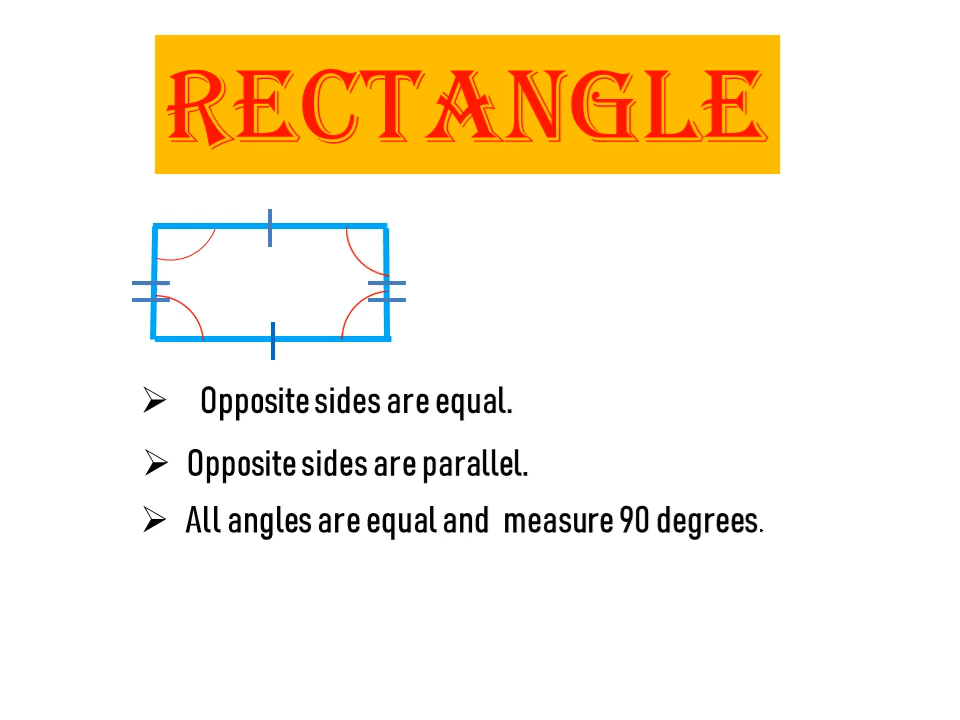 RECTANGLE
➢ Opposite sides are equal.
➢ Opposite sides are parallel.
➢ All angles are equal and measure 90 degrees.